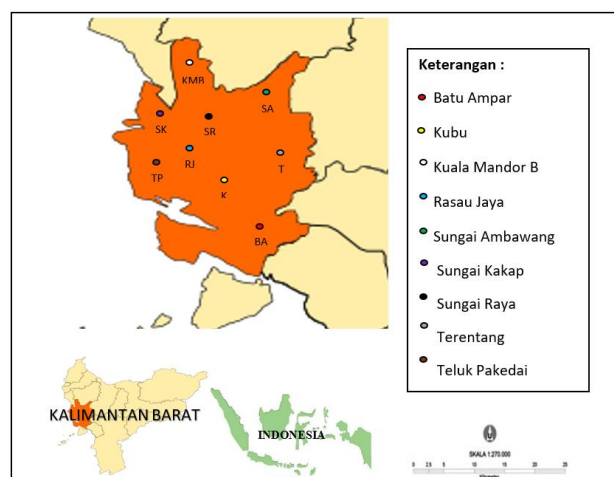 KMB
SA
SK
SR
RJ
T
TP
K
BA
Keterangan :
Batu Ampar
Kubu
Kuala Mandor B
Rasau Jaya
Sungai Ambawang
Sungai Kakap
Sungai Raya
Terentang
Teluk Pakedai
KALIMANTAN BARAT
INDONESIA
SKALA 1:270.000
0 2.5 5 10 15 20 25